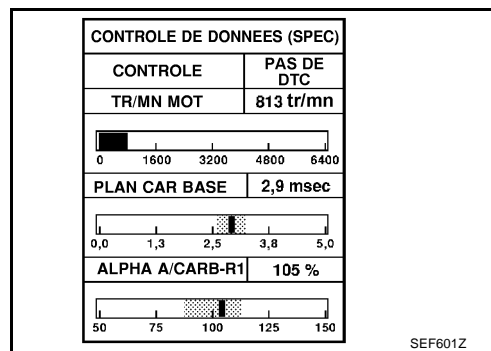 CONTROLE DE DONNEES (SPEC)
CONTROLE PAS DE DTC
TR/MN MOT 813 tr/mn
0 1600 3200 4800 6400
PLAN CAR BASE 2,9 msec
0,0 1,3 2,5 3,8 5,0
ALPHA A/CARB-R1 105 %
50 75 100 125 150
SEF601Z